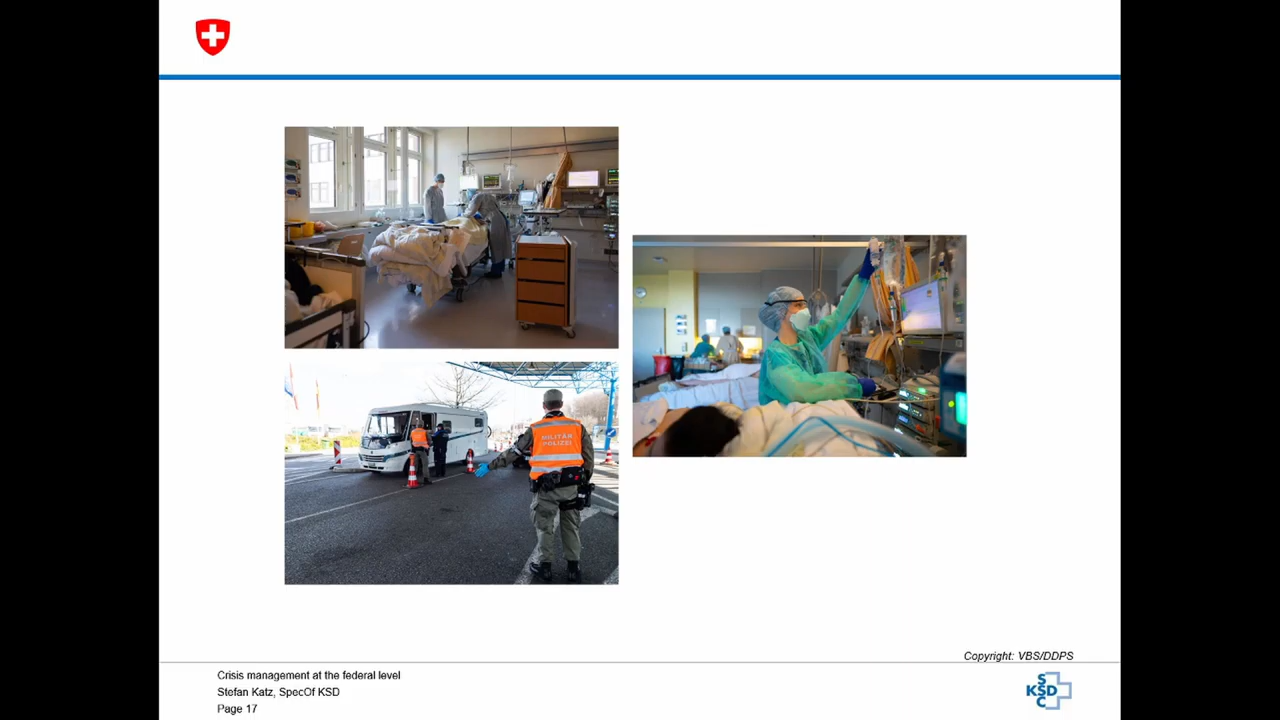 MILITÄR
POLIZEI
Copyright: VBS/DDPS
Crisis management at the federal level
Stefan Katz, SpecOf KSD
Page 17
S
KSD
C